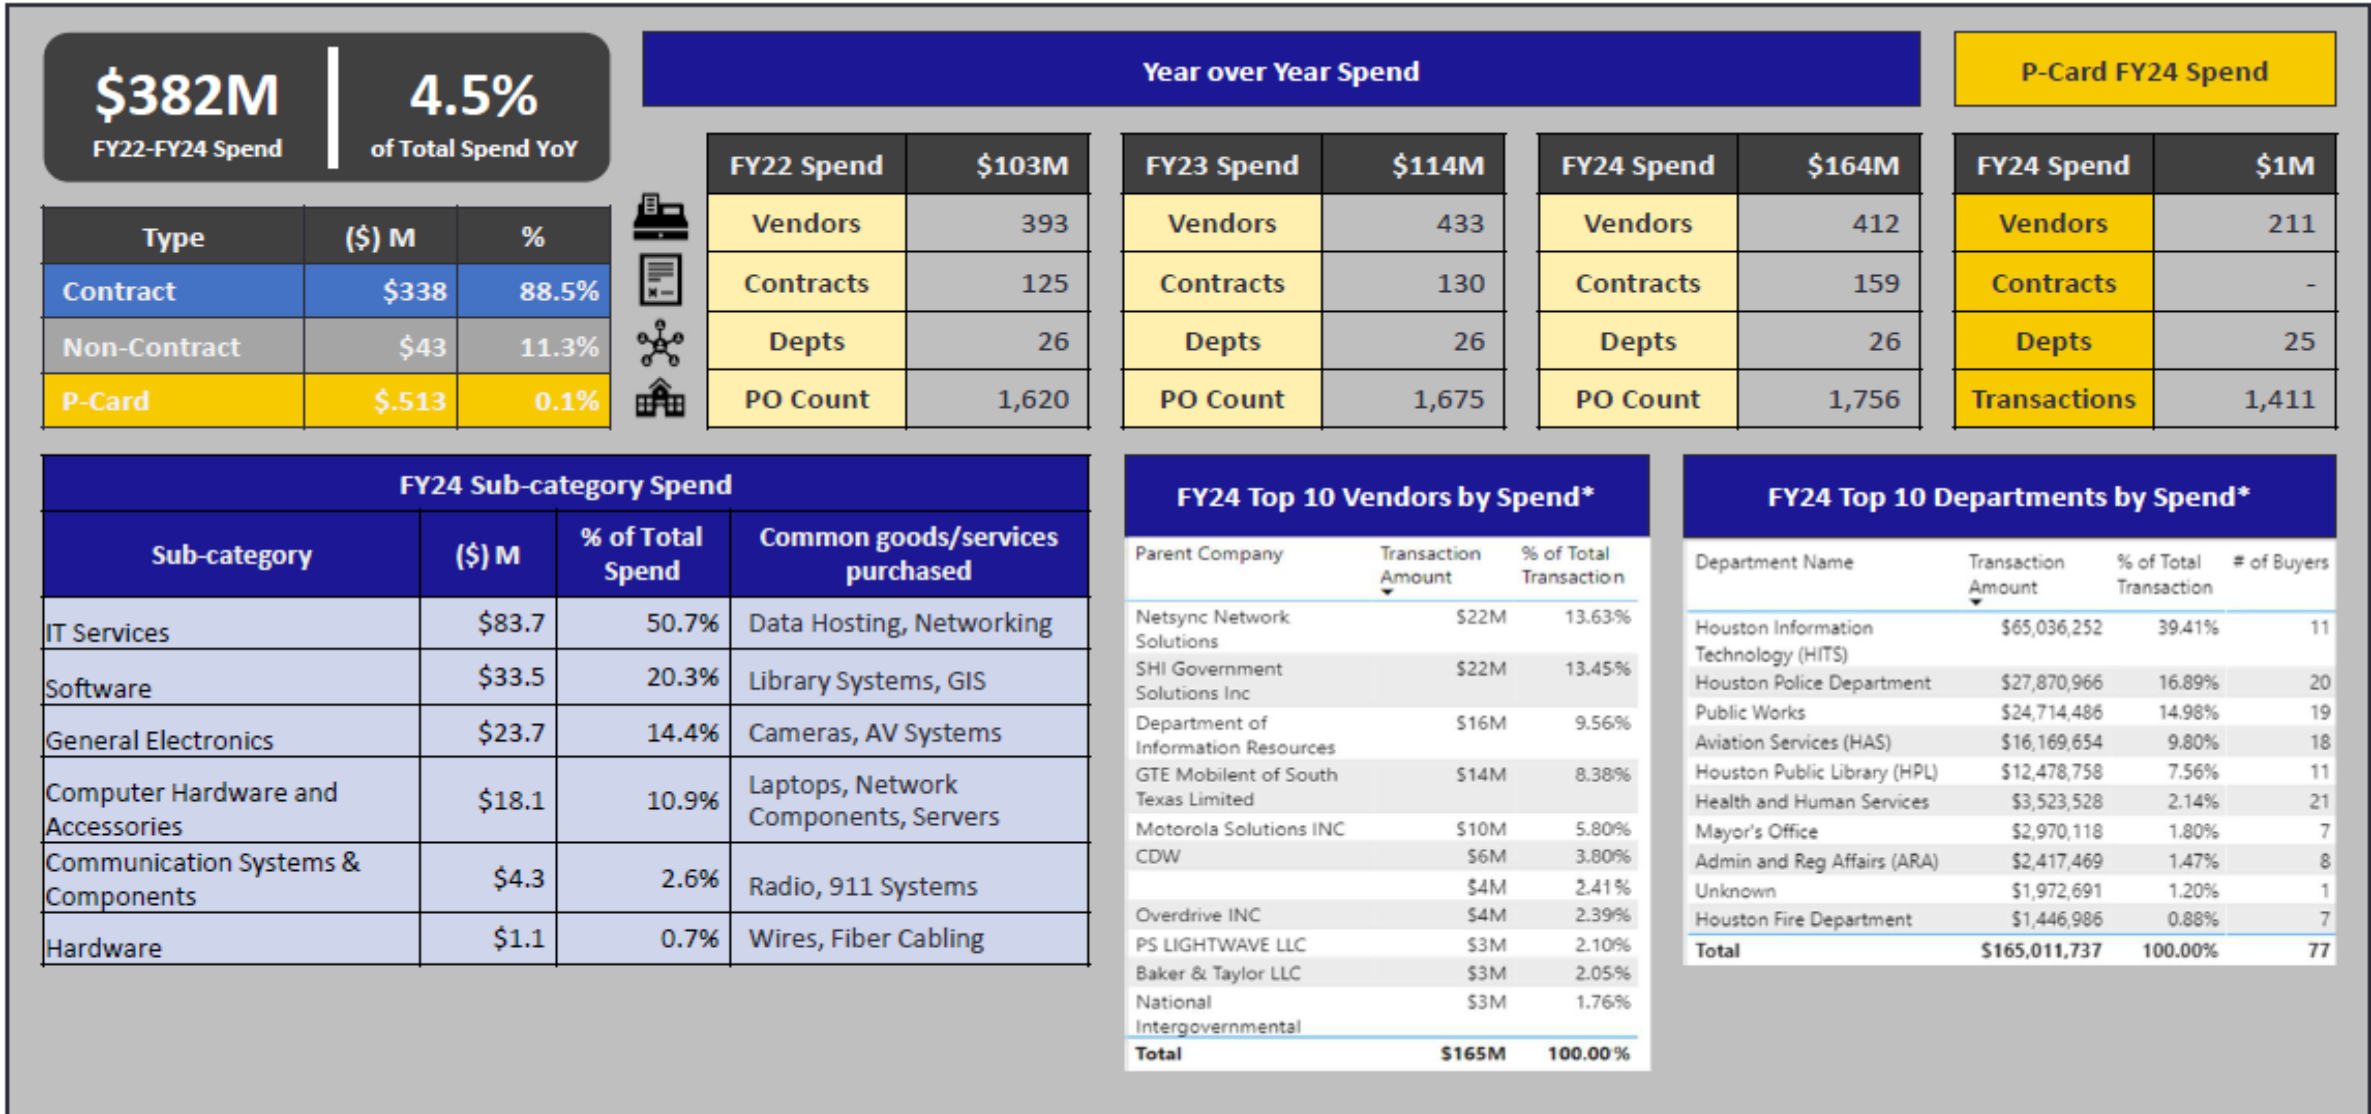 $382M
FY22-FY24 Spend
4.5%
of Total Spend YoY
Year over Year Spend
P-Card FY24 Spend
Type ($) M %
Contract $338 88.5%
Non-Contract $43 11.3%
P-Card $.513 0.1%
FY22 Spend $103M
Vendors 393
Contracts 125
Depts 26
PO Count 1,620
FY23 Spend $114M
Vendors 433
Contracts 130
Depts 26
PO Count 1,675
FY24 Spend $164M
Vendors 412
Contracts 159
Depts 26
PO Count 1,756
FY24 Spend $1M
Vendors 211
Contracts -
Depts 25
Transactions 1,411
FY24 Sub-category Spend
Sub-category ($) M % of Total Spend Common goods/services purchased
IT Services $83.7 50.7% Data Hosting, Networking
Software $33.5 20.3% Library Systems, GIS
General Electronics $23.7 14.4% Cameras, AV Systems
Computer Hardware and
Accessories $18.1 10.9% Laptops, Network
Components, Servers
Communication Systems &
Components $4.3 2.6% Radio, 911 Systems
Hardware $1.1 0.7% Wires, Fiber Cabling
FY24 Top 10 Vendors by Spend*
Parent Company Transaction Amount % of Total Transaction
Netsync Network
Solutions $22M 13.63%
SHI Government
Solutions Inc $22M 13.45%
Department of
Information Resources $16M 9.56%
GTE Mobilent of South
Texas Limited $14M 8.38%
Motorola Solutions INC $10M 5.80%
CDW $6M 3.80%
$4M 2.41%
Overdrive INC $4M 2.39%
PS LIGHTWAVE LLC $3M 2.10%
Baker & Taylor LLC $3M 2.05%
National
Intergovernmental $3M 1.76%
Total $165M 100.00%
FY24 Top 10 Departments by Spend*
Department Name Transaction Amount % of Total Transaction # of Buyers
Houston Information
Technology (HITS) $65,036,252 39.41% 11
Houston Police Department $27,870,966 16.89% 20
Public Works $24,714,486 14.98% 19
Aviation Services (HAS) $16,169,654 9.80% 18
Houston Public Library (HPL) $12,478,758 7.56% 11
Health and Human Services $3,523,528 2.14% 21
Mayor's Office $2,970,118 1.80% 7
Admin and Reg Affairs (ARA) $2,417,469 1.47% 8
Unknown $1,972,691 1.20% 1
Houston Fire Department $1,446,986 0.88% 7
Total $165,011,737 100.00% 77